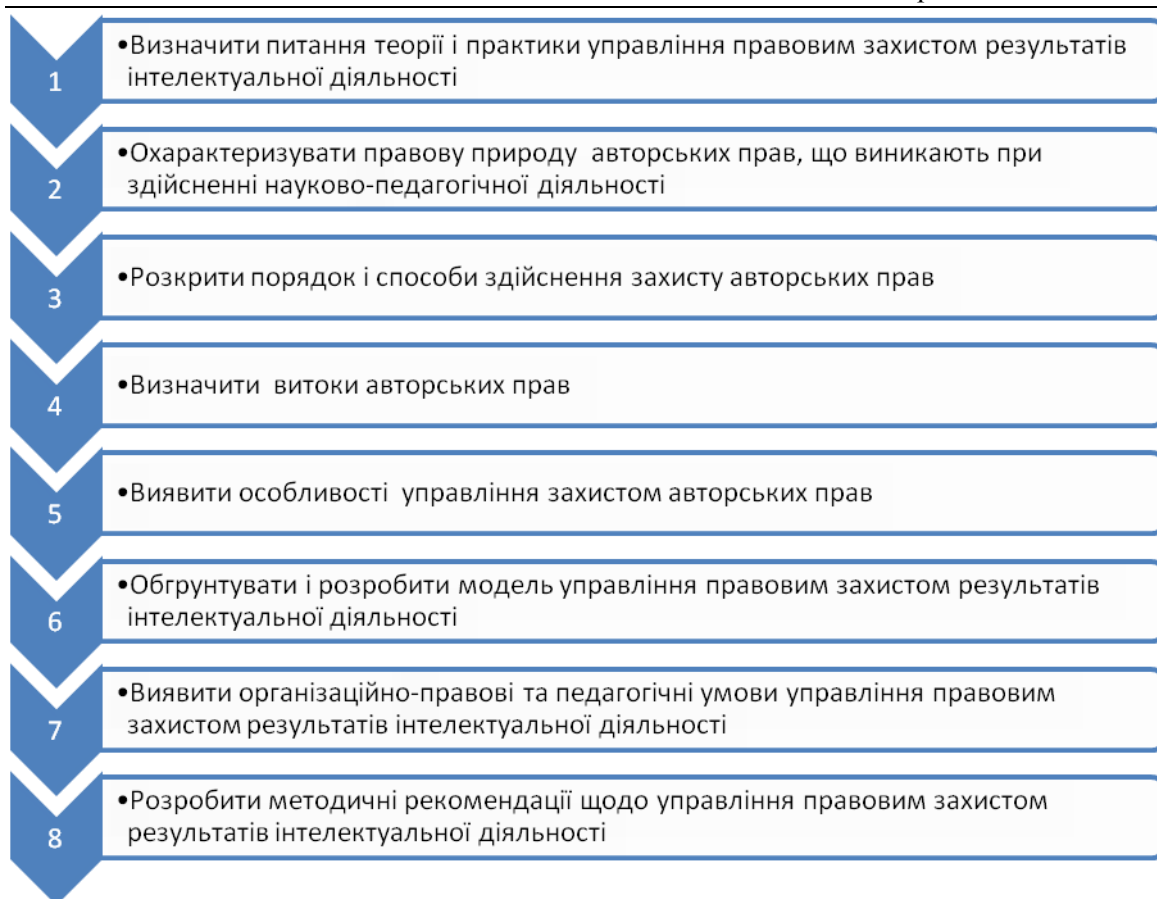 1
•Визначити питання теорії і практики управління правовим захистом результатів
інтелектуальної діяльності
2
•Охарактеризувати правову природу авторських прав, що виникають при
здійсненні науково-педагогічної діяльності
3
•Розкрити порядок і способи здійснення захисту авторських прав
4
•Визначити витоки авторських прав
5
•Виявити особливості управління захистом авторських прав
6
•Обгрунтувати і розробити модель управління правовим захистом результатів
інтелектуальної діяльності
7
•Виявити організаційно-правові та педагогічні умови управління правовим
захистом результатів інтелектуальної діяльності
8
•Розробити методичні рекомендації щодо управління правовим захистом
результатів інтелектуальної діяльності